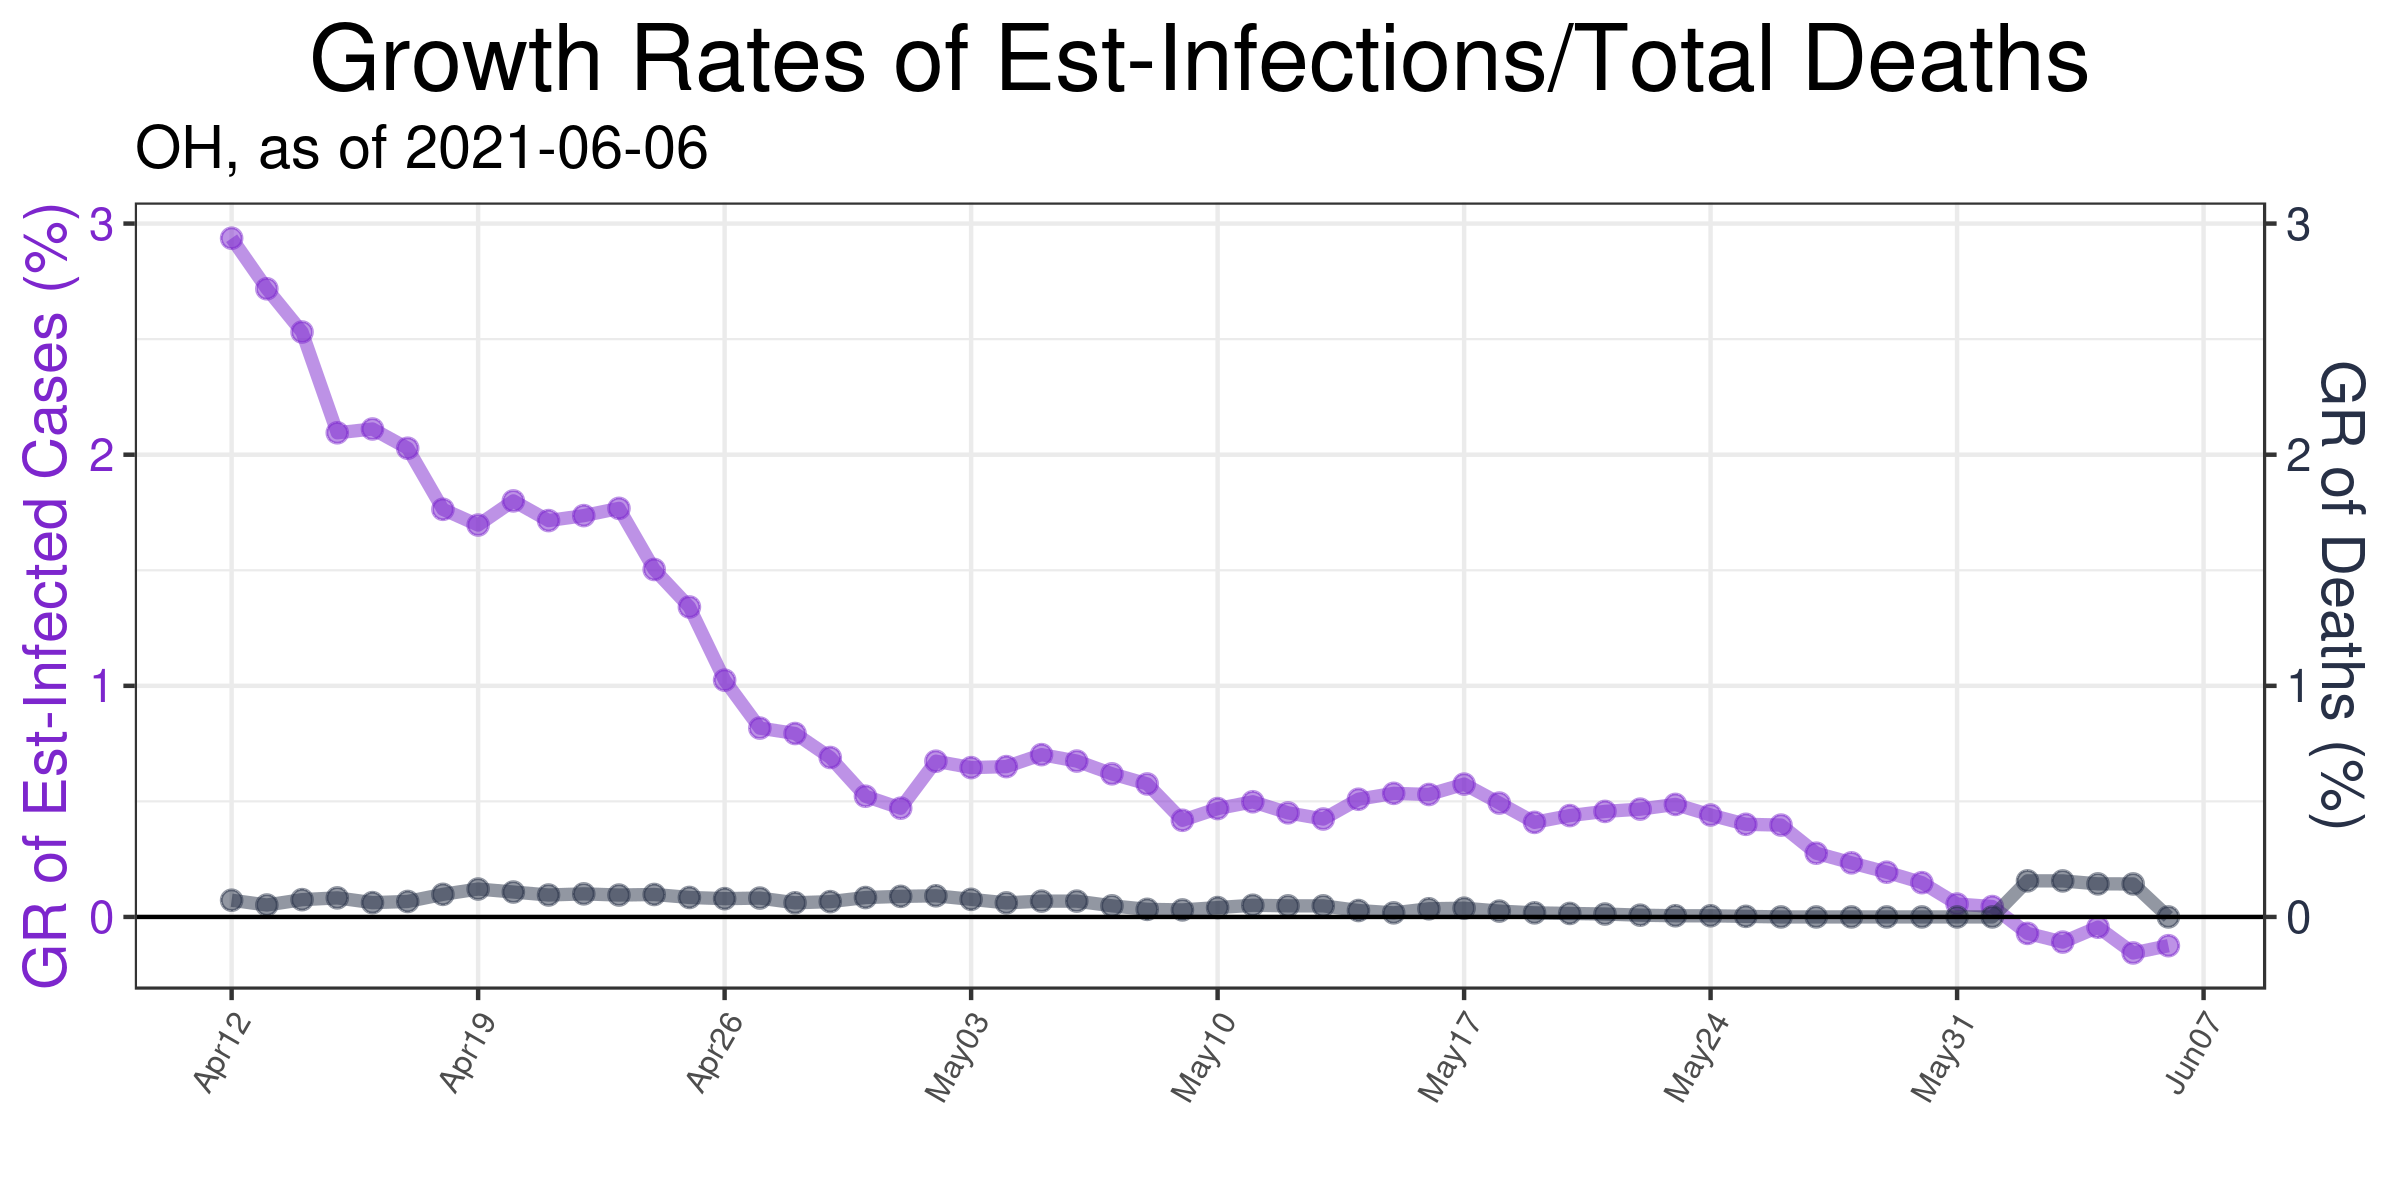 Growth Rates of Est-Infections/Total Deaths
OH, as of 2021-06-06
GR of Est-Infected Cases (%)
3
2
1
0
3
2
1
0
GR of Deaths (%)
Apr12
Apr19
Apr26
May03
May10
May17
May24
May31
Jun07